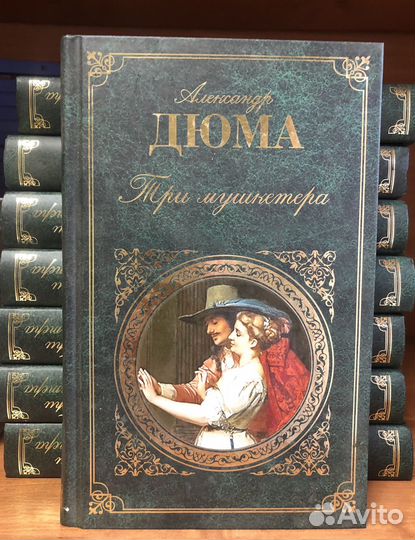 Александр
ДЮМА
Три мушкетера
Avito